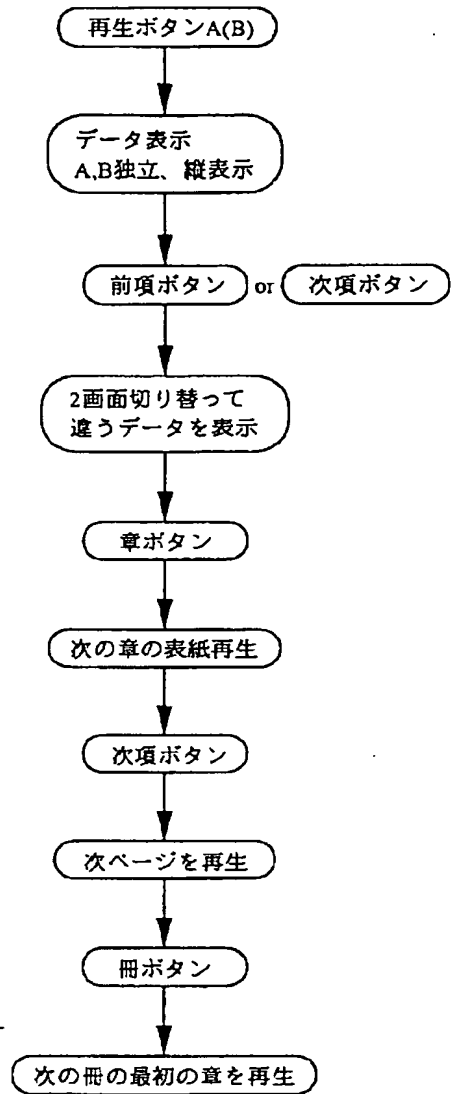 再生ボタンA(B)
データ表示
A,B独立、縦表示
前項ボタン or 次項ボタン
2画面切り替って
違うデータを表示
章ボタン
次の章の表紙再生
次項ボタン
次ページを再生
冊ボタン
次の冊の最初の章を再生